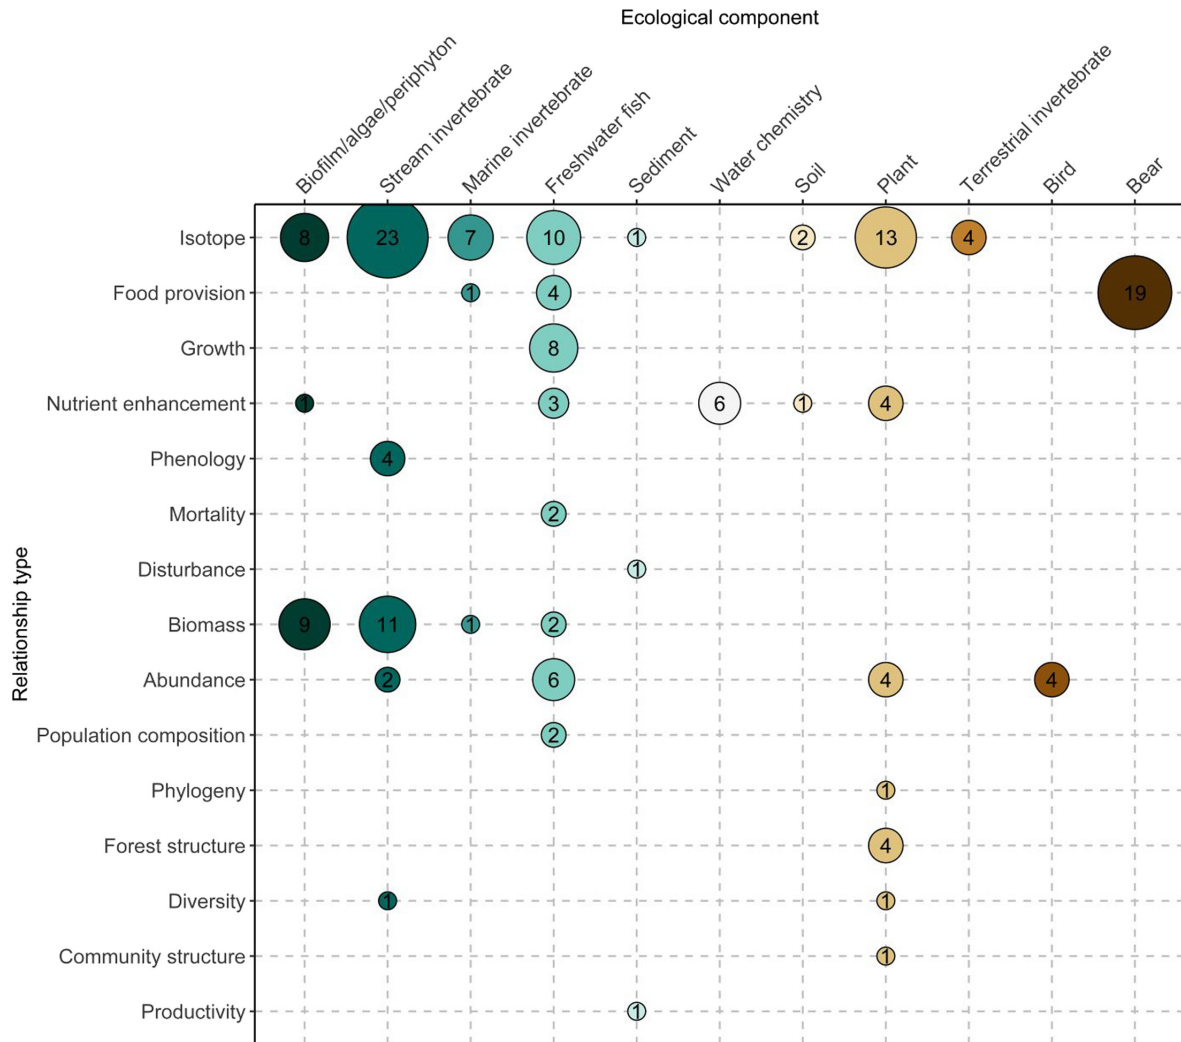 Ecological component
Biofilm/algae/periphyton
Stream invertebrate
Marine invertebrate
Freshwater fish
Sediment
Water chemistry
Soil
Plant
Terrestrial invertebrate
Bird
Bear
Relationship type
Isotope 8 23 7 10 1 2 13 4
Food provision 1 4 19
Growth 8
Nutrient enhancement 1 3 6 1 4
Phenology 4
Mortality 2
Disturbance 1
Biomass 9 11 1 2
Abundance 2 6 4 4
Population composition 2
Phylogeny 1
Forest structure 4
Diversity 1 1
Community structure 1
Productivity 1